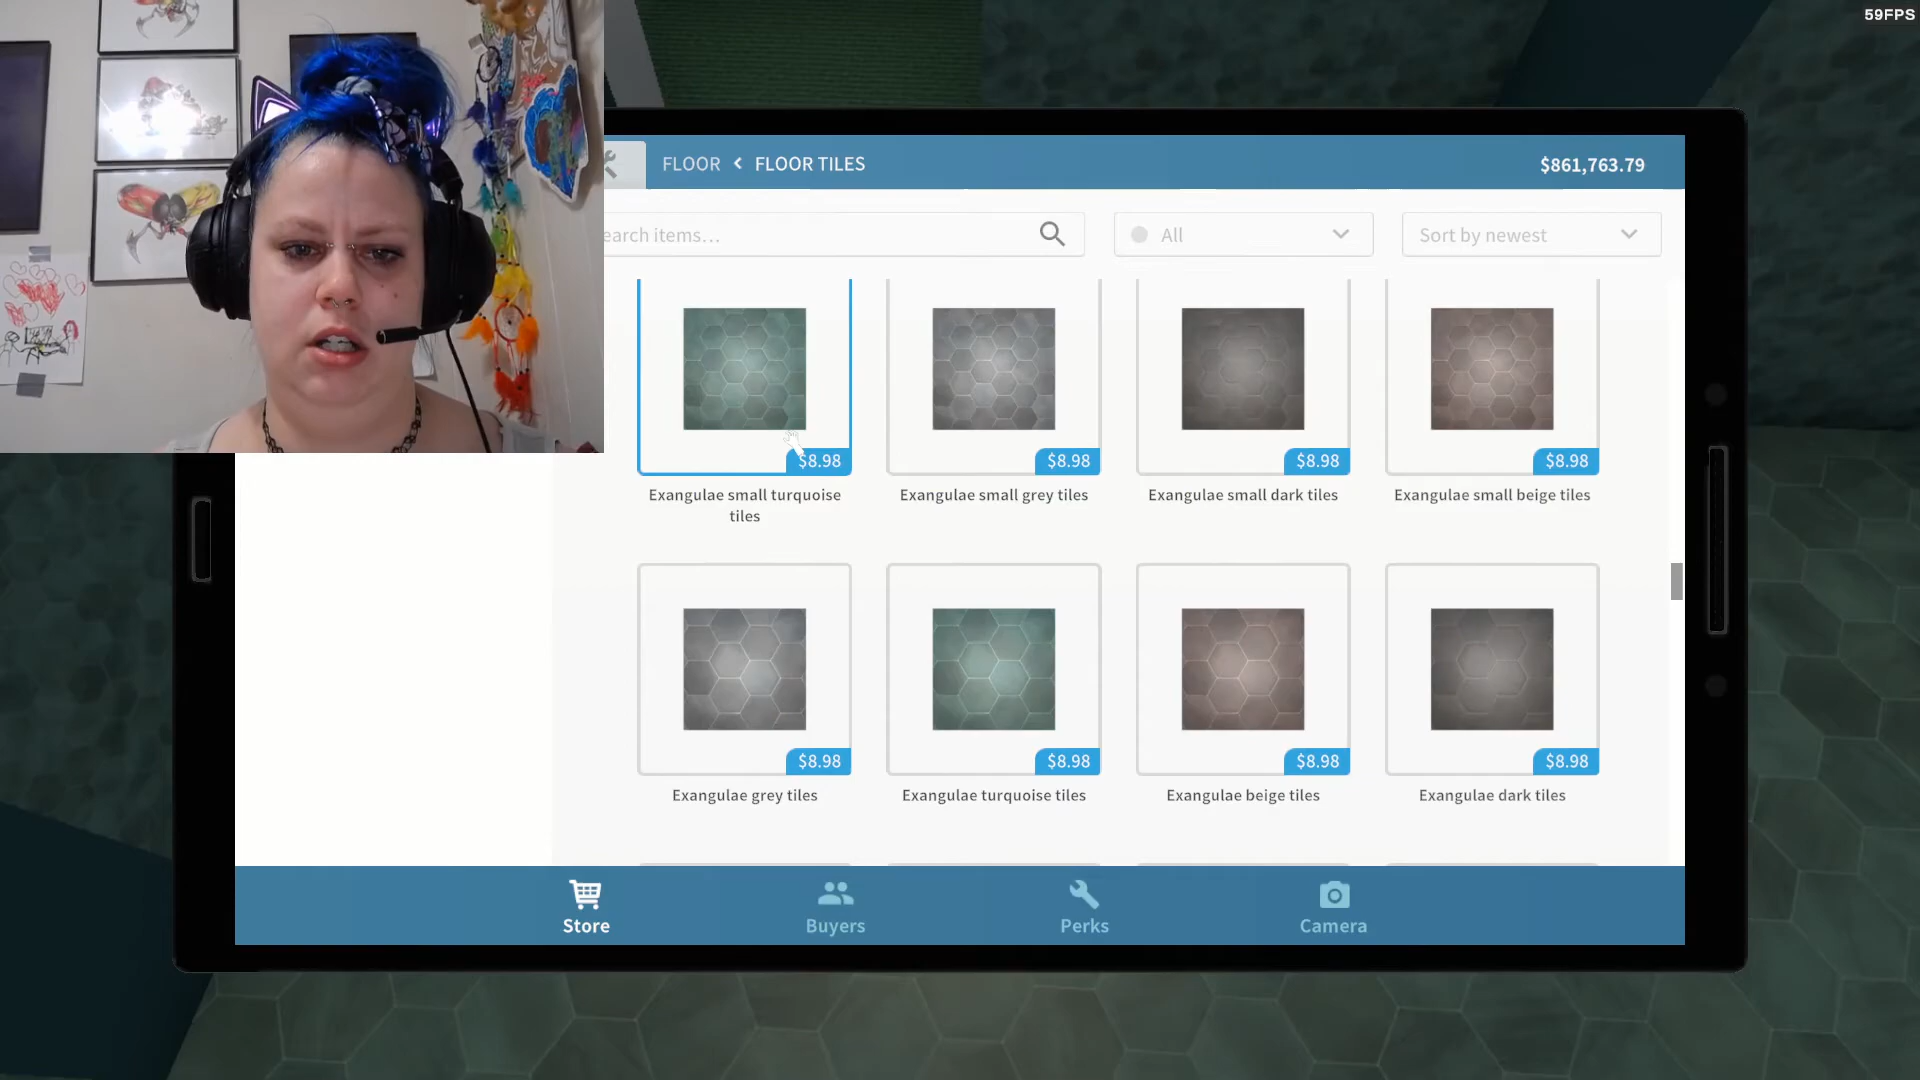 59FPS
FLOOR < FLOOR TILES
$861,763.79
earch items...
All
Sort by newest
$8.98
$8.98
$8.98
$8.98
Exangulae small turquoise
tiles
Exangulae small grey tiles
Exangulae small dark tiles
Exangulae small beige tiles
$8.98
$8.98
$8.98
$8.98
Exangulae grey tiles
Exangulae turquoise tiles
Exangulae beige tiles
Exangulae dark tiles
Store
Buyers
Perks
Camera